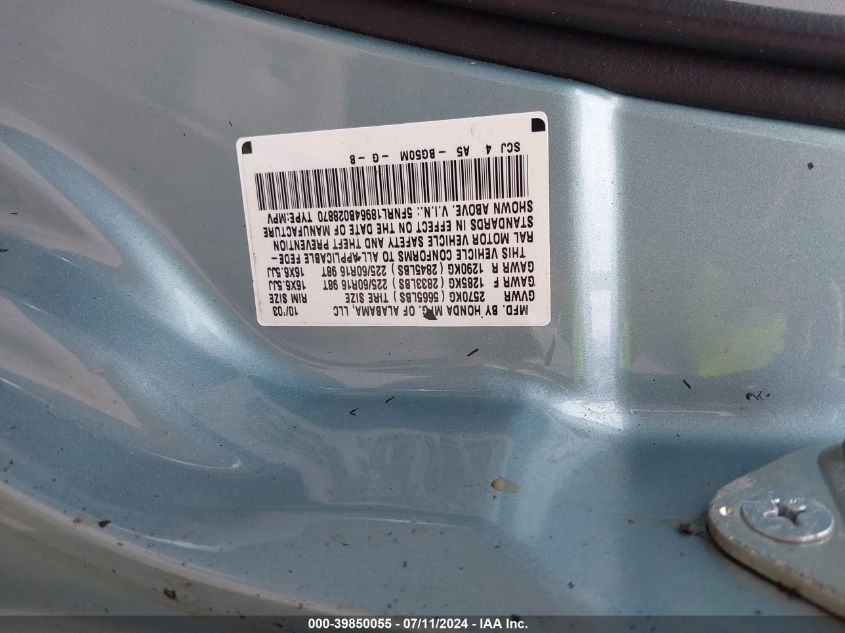 MFD. BY HONDA MFG. OF ALABAMA, LLC 10/03
GVWR 2570KG (5665LBS) TIRE SIZE RIM SIZE
GAWR F 1285KG (2833LBS) 225/60R16 98T 16X6.5JJ
GAWR R 1290KG (2845LBS) 225/60R16 98T 16X6.5JJ
THIS VEHICLE CONFORMS TO ALL APPLICABLE FEDE-
RAL MOTOR VEHICLE SAFETY AND THEFT PREVENTION
STANDARDS IN EFFECT ON THE DATE OF MANUFACTURE
SHOWN ABOVE. V.I.N.: 5FNRL18964B028870 TYPE:MPV
SCJ 4 A5 - BG50M - G - B
000-39850055 - 07/11/2024 - IAA Inc.